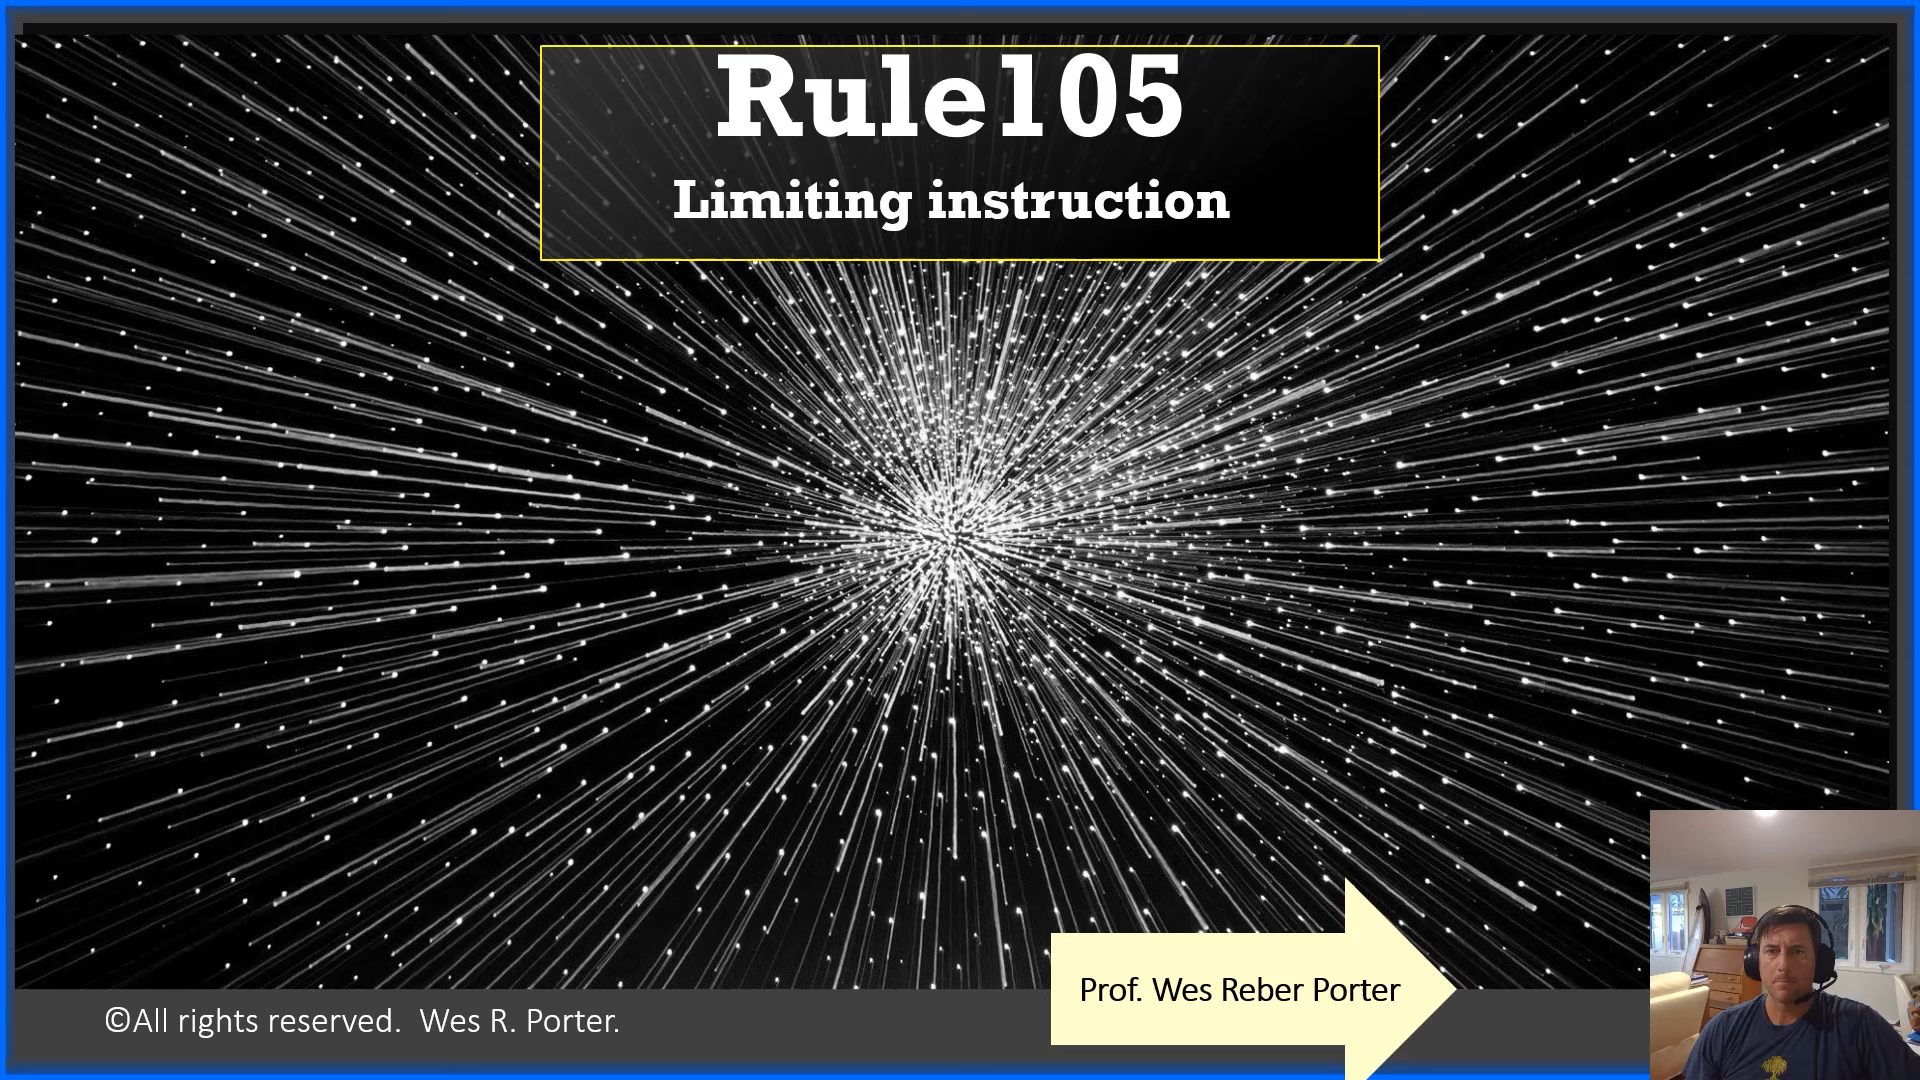 Rule105
Limiting instruction
Prof. Wes Reber Porter
©All rights reserved.  Wes R. Porter.